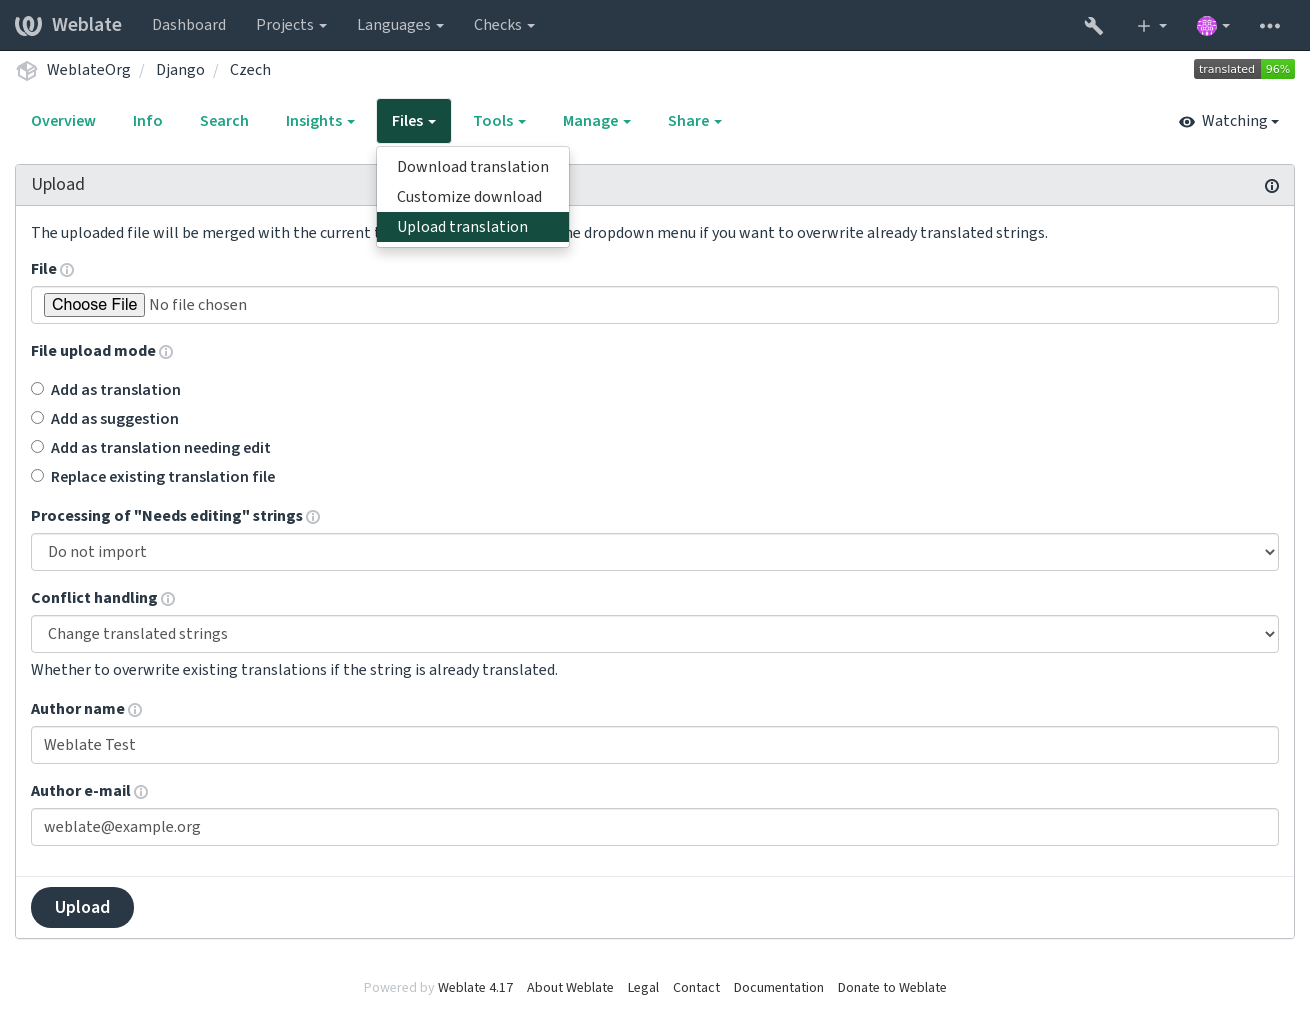 Weblate Dashboard Projects Languages Checks
WeblateOrg / Django / Czech translated 96%
Overview Info Search Insights Files Tools Manage Share Watching
Download translation
Customize download
Upload translation
Upload
The uploaded file will be merged with the current he dropdown menu if you want to overwrite already translated strings.
File
Choose File No file chosen
File upload mode
Add as translation
Add as suggestion
Add as translation needing edit
Replace existing translation file
Processing of "Needs editing" strings
Do not import
Conflict handling
Change translated strings
Whether to overwrite existing translations if the string is already translated.
Author name
Weblate Test
Author e-mail
weblate@example.org
Upload
Powered by Weblate 4.17 About Weblate Legal Contact Documentation Donate to Weblate